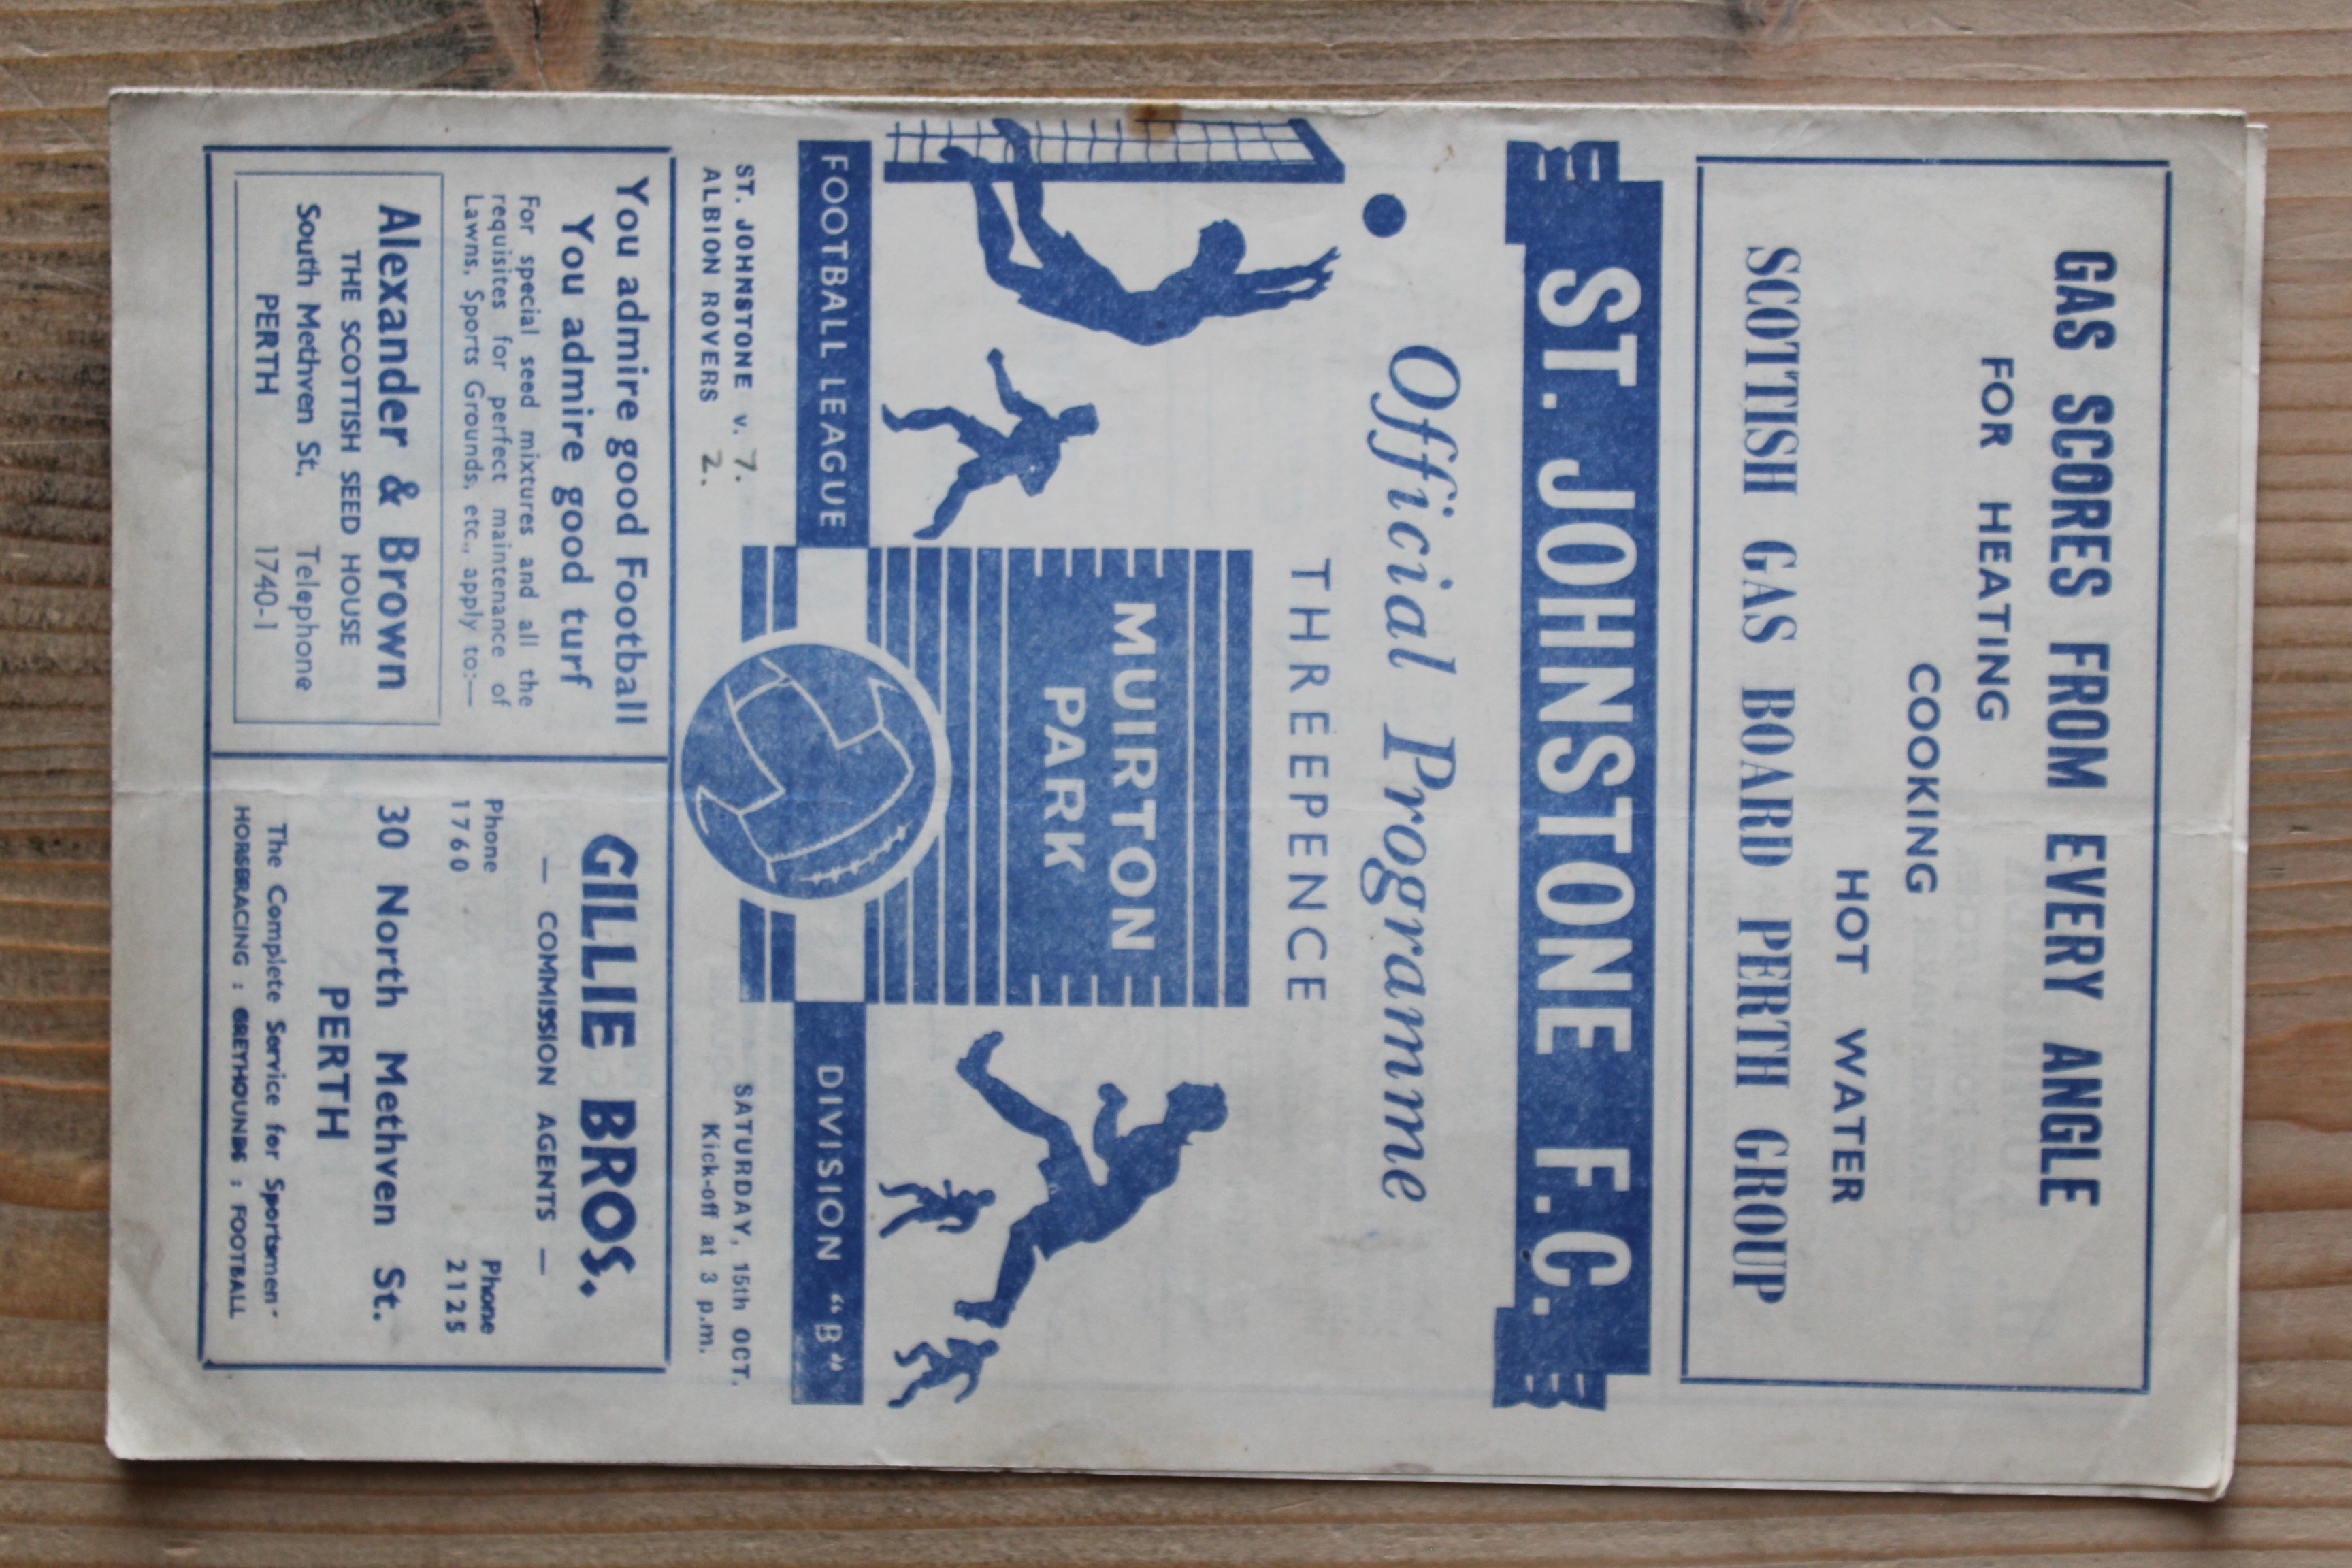 GAS SCORES FROM EVERY ANGLE
FOR HEATING
COOKING
HOT WATER
SCOTTISH GAS BOARD PERTH GROUP
ST. JOHNSTONE F.C.
Official Programme
THREEPENCE
MUIRTON
PARK
FOOTBALL LEAGUE
DIVISION "B"
ST. JOHNSTONE v. 7.
ALBION ROVERS 2.
SATURDAY, 15th OCT.
Kick-off at 3 p.m.
You admire good Football
You admire good turf
For special seed mixtures and all the
requisites for perfect maintenance of
Lawns, Sports Grounds, etc., apply to:—
Alexander & Brown
THE SCOTTISH SEED HOUSE
South Methven St. Telephone
PERTH 1740-1
GILLIE BROS.
— COMMISSION AGENTS —
Phone Phone
1760 2125
30 North Methven St.
PERTH
The Complete Service for Sportsmen
HORSERACING : GREYHOUNDS : FOOTBALL